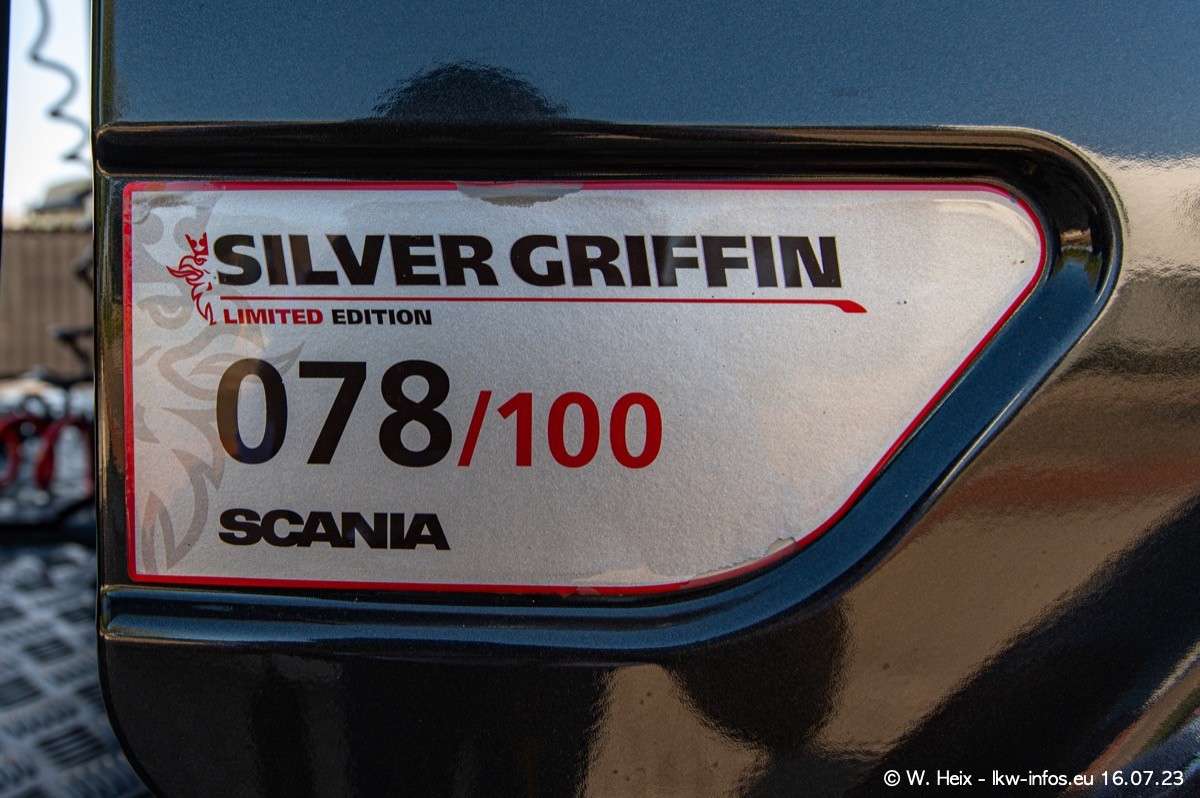 SILVER GRIFFIN
LIMITED EDITION
078/100
SCANIA
© W. Heix - lkw-infos.eu 16.07.23